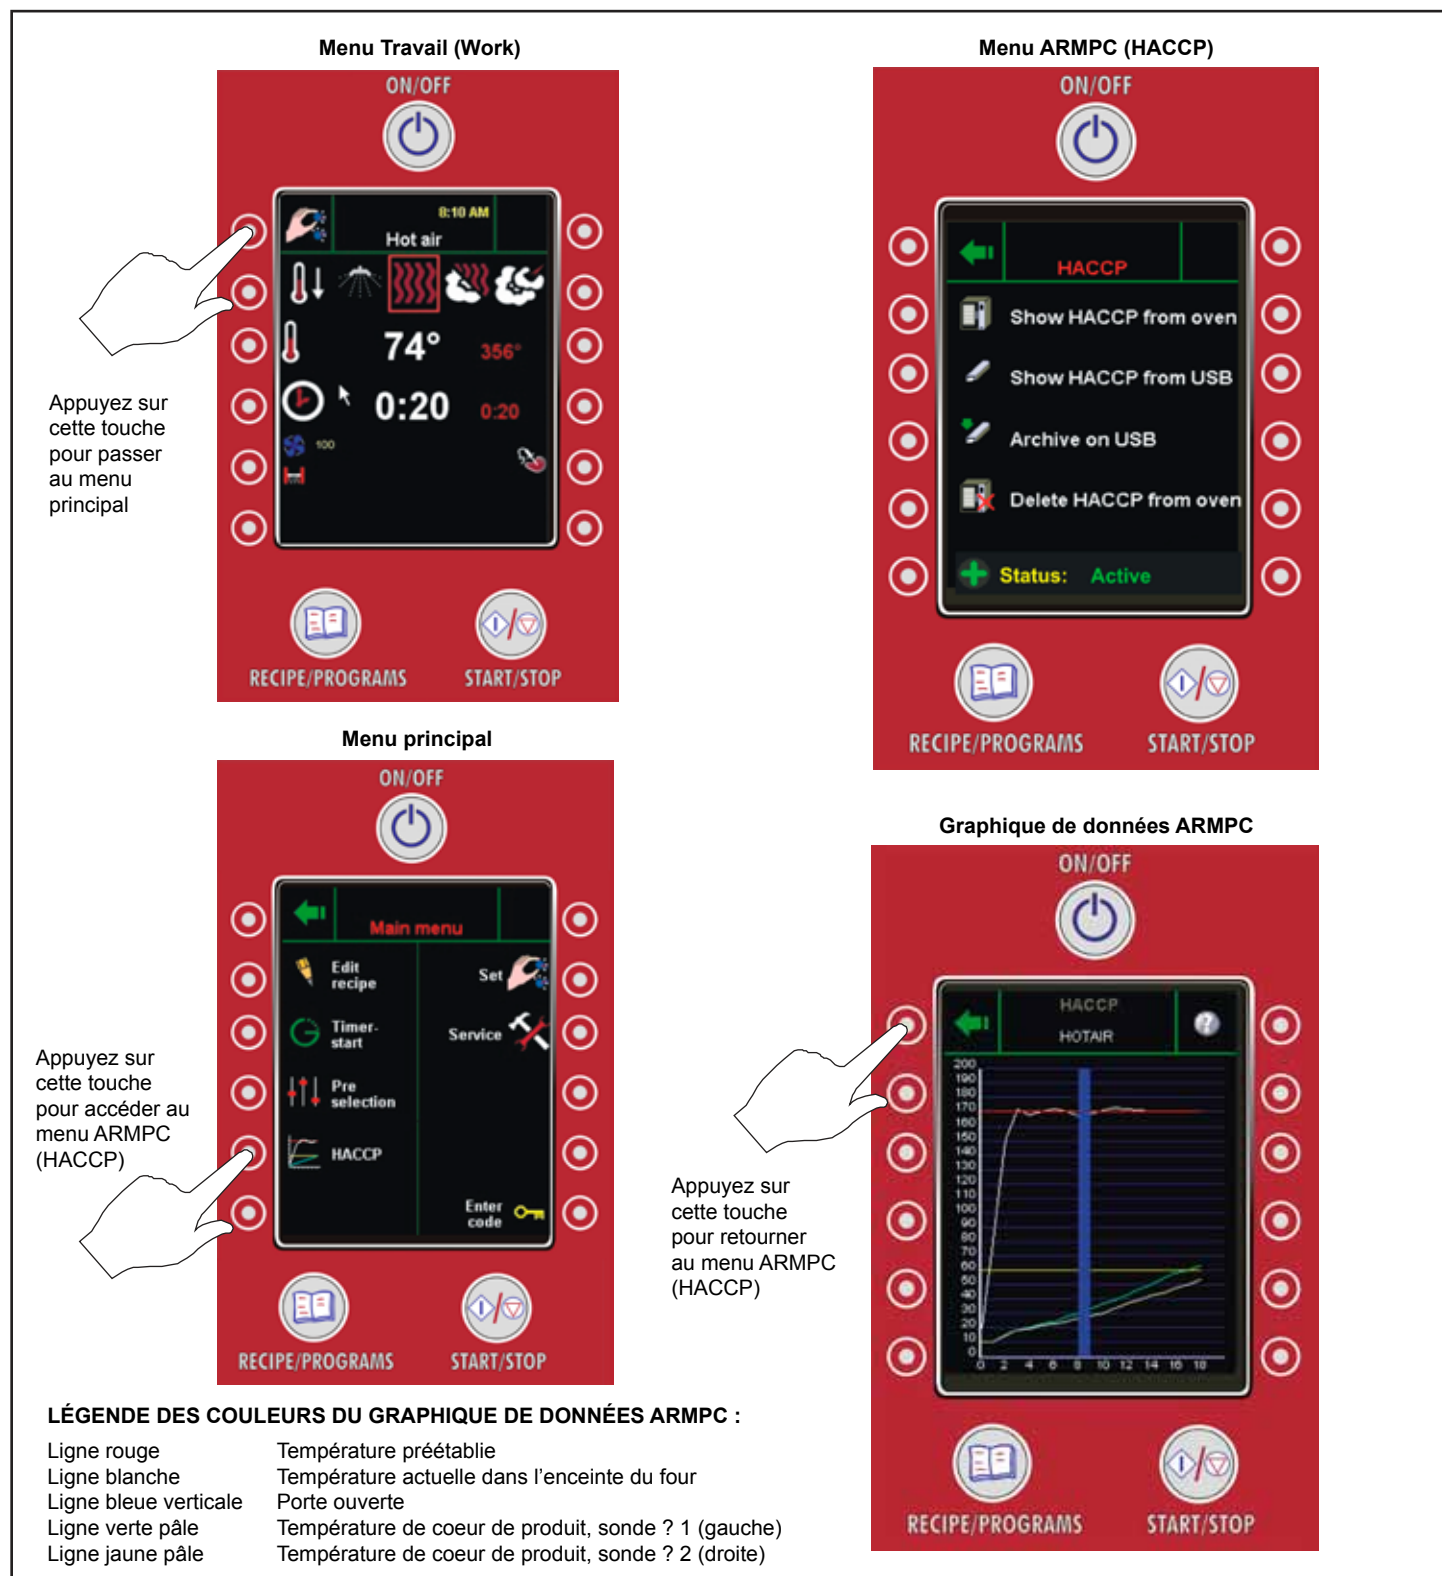 Menu Travail (Work)
ON/OFF
8:10 AM
Hot air
74°
356°
0:20
0:20
100
RECIPE/PROGRAMS
START/STOP
Appuyez sur
cette touche
pour passer
au menu
principal
Menu ARMPC (HACCP)
ON/OFF
HACCP
Show HACCP from oven
Show HACCP from USB
Archive on USB
Delete HACCP from oven
Status: Active
RECIPE/PROGRAMS
START/STOP
Menu principal
ON/OFF
Main menu
Edit
recipe
Set
Timer-
start
Service
Pre
selection
HACCP
Enter
code
RECIPE/PROGRAMS
START/STOP
Appuyez sur
cette touche
pour accéder au
menu ARMPC
(HACCP)
Graphique de données ARMPC
ON/OFF
HACCP
HOTAIR
?
200
190
180
170
160
150
140
130
120
110
100
90
80
70
60
50
40
30
20
10
0
0 2 4 6 8 10 12 14 16 18
RECIPE/PROGRAMS
START/STOP
Appuyez sur
cette touche
pour retourner
au menu ARMPC
(HACCP)
LÉGENDE DES COULEURS DU GRAPHIQUE DE DONNÉES ARMPC :
Ligne rouge Température préétablie
Ligne blanche Température actuelle dans l’enceinte du four
Ligne bleue verticale Porte ouverte
Ligne verte pâle Température de coeur de produit, sonde ? 1 (gauche)
Ligne jaune pâle Température de coeur de produit, sonde ? 2 (droite)